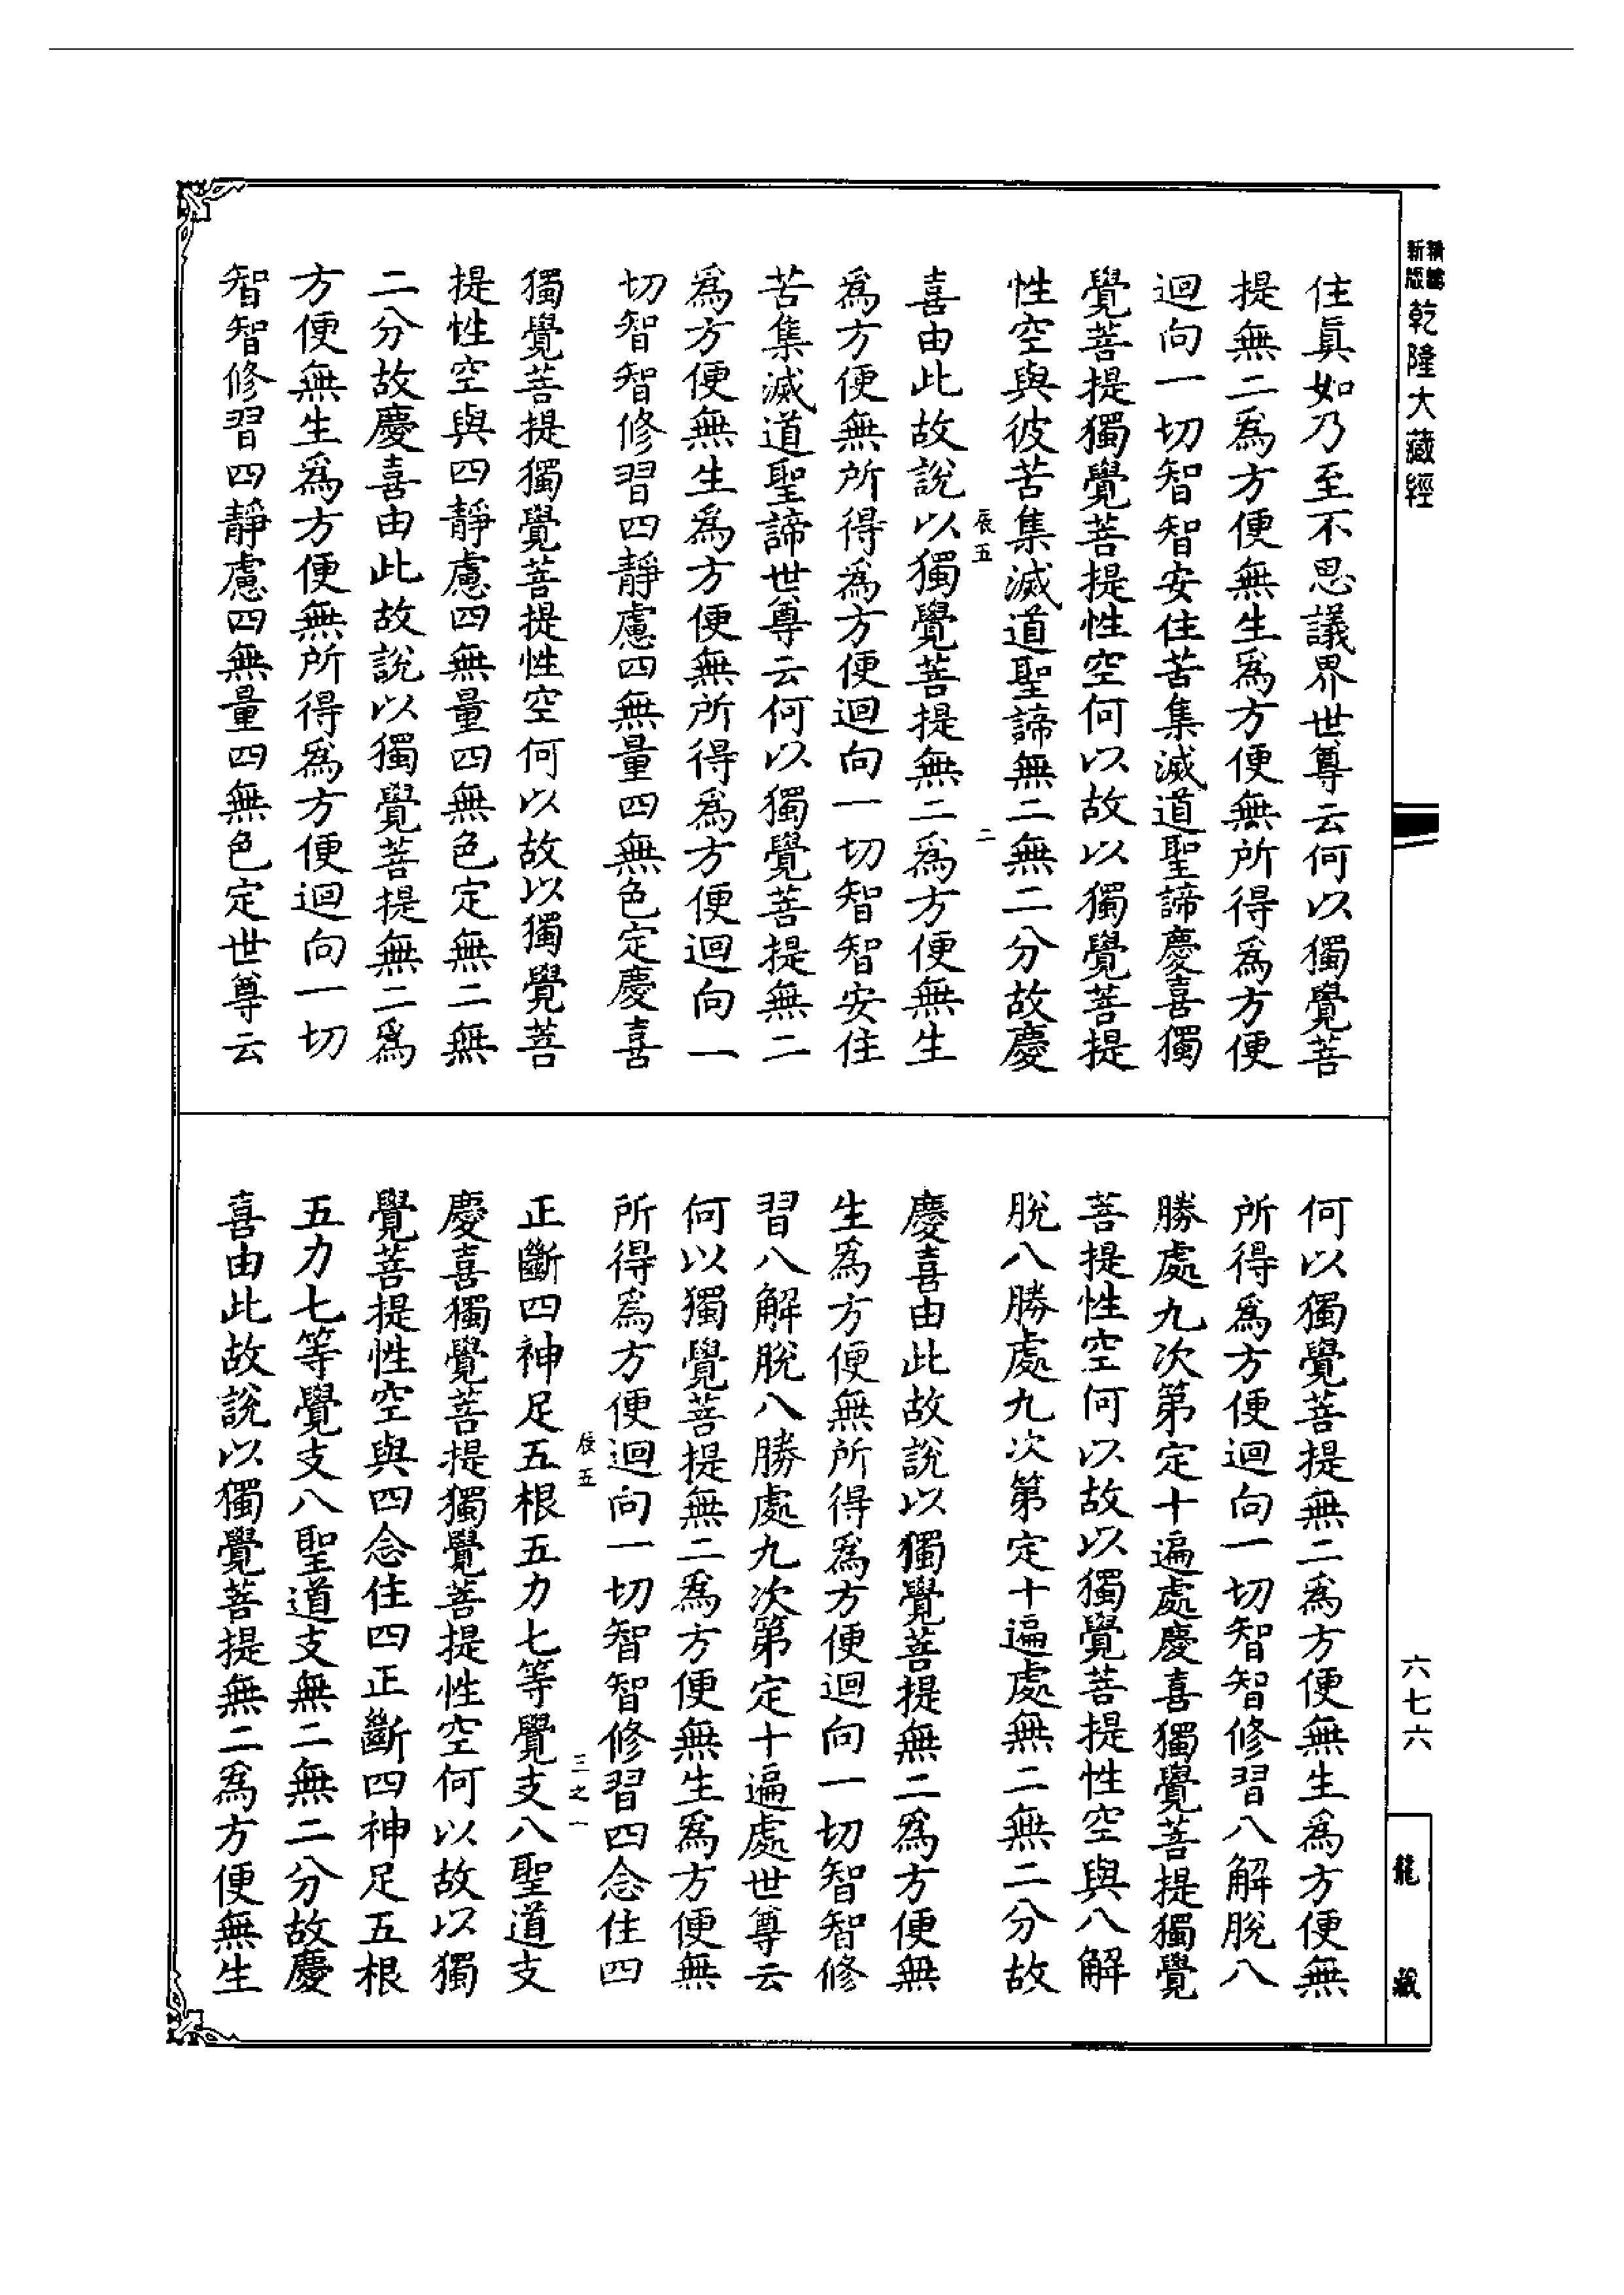 新編縮版
乾隆大藏經
住眞如乃至不思議界世尊云何以獨覺菩
提無二爲方便無生爲方便無所得爲方便
迴向一切智智安住苦集滅道聖諦慶喜獨
覺菩提獨覺菩提性空何以故以獨覺菩提
性空與彼苦集滅道聖諦無二無二分故慶
辰五
二
喜由此故說以獨覺菩提無二爲方便無生
爲方便無所得爲方便迴向一切智智安住
苦集滅道聖諦世尊云何以獨覺菩提無二
爲方便無生爲方便無所得爲方便迴向一
切智智修習四靜慮四無量四無色定慶喜
獨覺菩提獨覺菩提性空何以故以獨覺菩
提性空與四靜慮四無量四無色定無二無
二分故慶喜由此故說以獨覺菩提無二爲
方便無生爲方便無所得爲方便迴向一切
智智修習四靜慮四無量四無色定世尊云
何以獨覺菩提無二爲方便無生爲方便無
所得爲方便迴向一切智智修習八解脫八
勝處九次第定十遍處慶喜獨覺菩提獨覺
菩提性空何以故以獨覺菩提性空與八解
脫八勝處九次第定十遍處無二無二分故
慶喜由此故說以獨覺菩提無二爲方便無
生爲方便無所得爲方便迴向一切智智修
習八解脫八勝處九次第定十遍處世尊云
何以獨覺菩提無二爲方便無生爲方便無
所得爲方便迴向一切智智修習四念住四
辰五
三之一
正斷四神足五根五力七等覺支八聖道支
慶喜獨覺菩提獨覺菩提性空何以故以獨
覺菩提性空與四念住四正斷四神足五根
五力七等覺支八聖道支無二無二分故慶
喜由此故說以獨覺菩提無二爲方便無生
六七六
龍藏